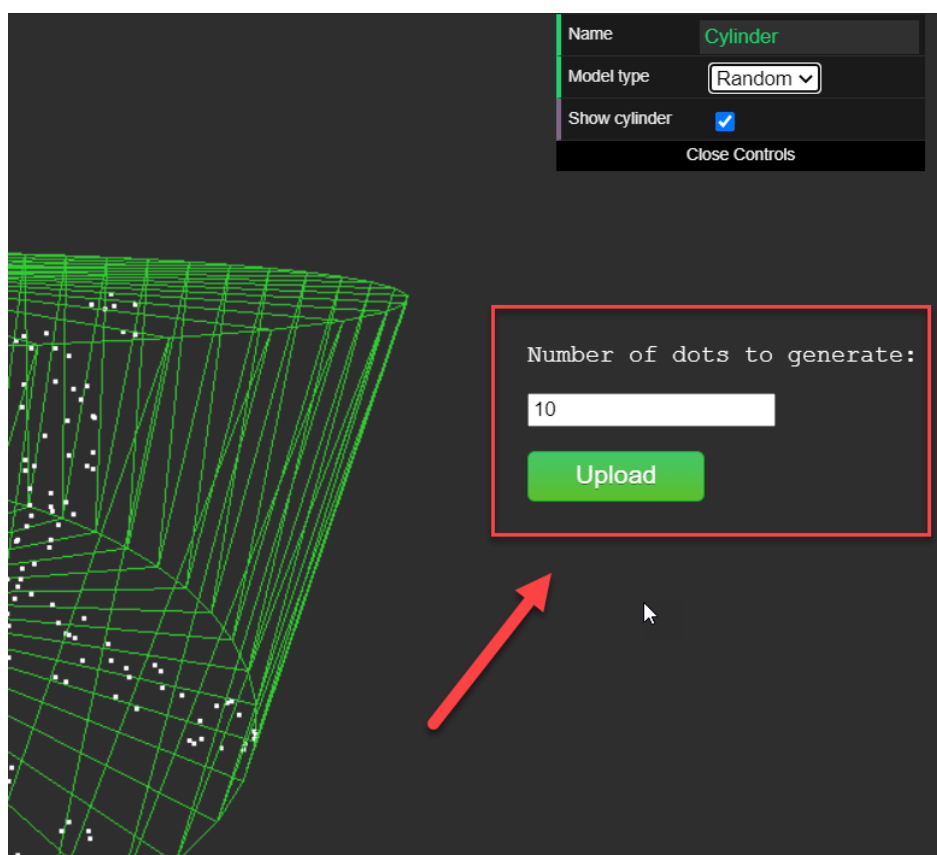 Name Cylinder
Model type Random
Show cylinder
Close Controls
Number of dots to generate:
10
Upload